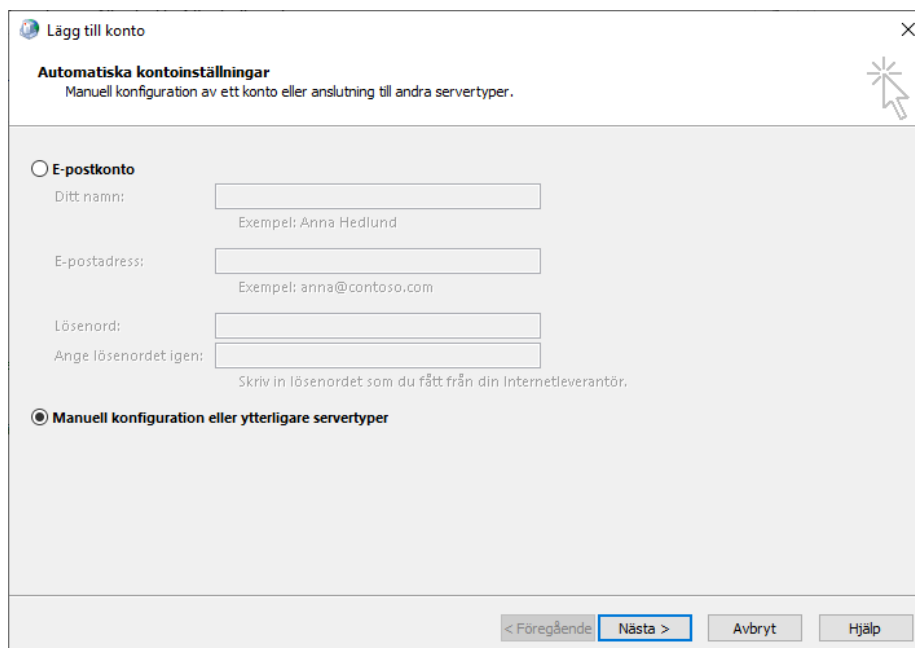 Lägg till konto
Automatiska kontoinställningar
Manuell konfiguration av ett konto eller anslutning till andra servertyper.
E-postkonto
Ditt namn:
Exempel: Anna Hedlund
E-postadress:
Exempel: anna@contoso.com
Lösenord:
Ange lösenordet igen:
Skriv in lösenordet som du fått från din Internetleverantör.
Manuell konfiguration eller ytterligare servertyper
< Föregående Nästa > Avbryt Hjälp